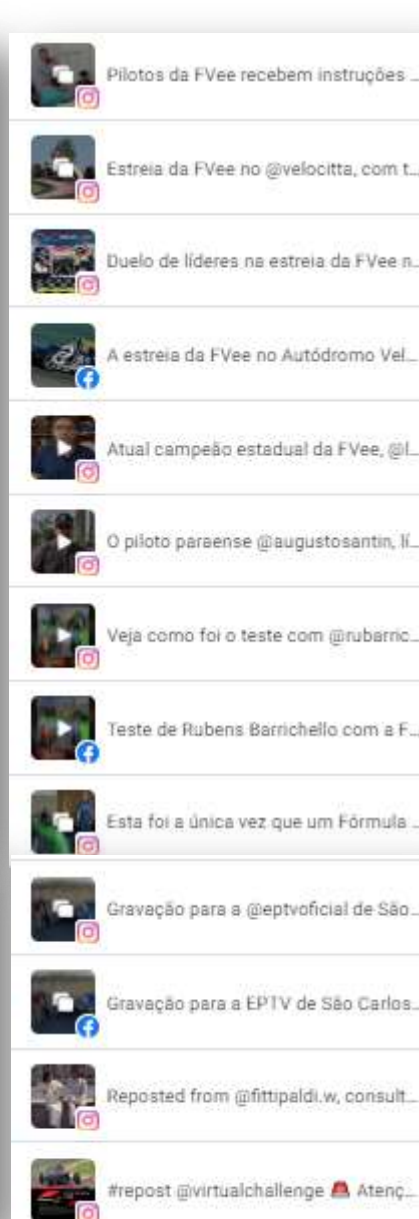 Pilotos da FVee recebem instruções ...
Estreia da FVee no @velocitta, com t...
Duelo de líderes na estreia da FVee n...
A estreia da FVee no Autódromo Vel...
Atual campeão estadual da FVee, @l...
O piloto paraense @augustosantin, lí...
Veja como foi o teste com @rubarric...
Teste de Rubens Barrichello com a F...
Esta foi a única vez que um Fórmula ...
Gravação para a @eptvoficial de São...
Gravação para a EPTV de São Carlos...
Reposted from @fittipaldi.w, consult...
#repost @virtualchallenge 🚨 Atenç...